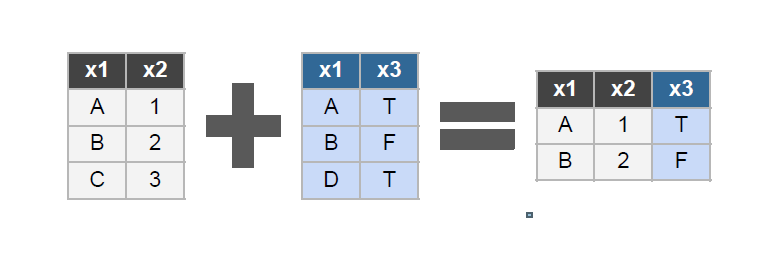 x1 x2
A 1
B 2
C 3
x1 x3
A T
B F
D T
x1 x2 x3
A 1 T
B 2 F